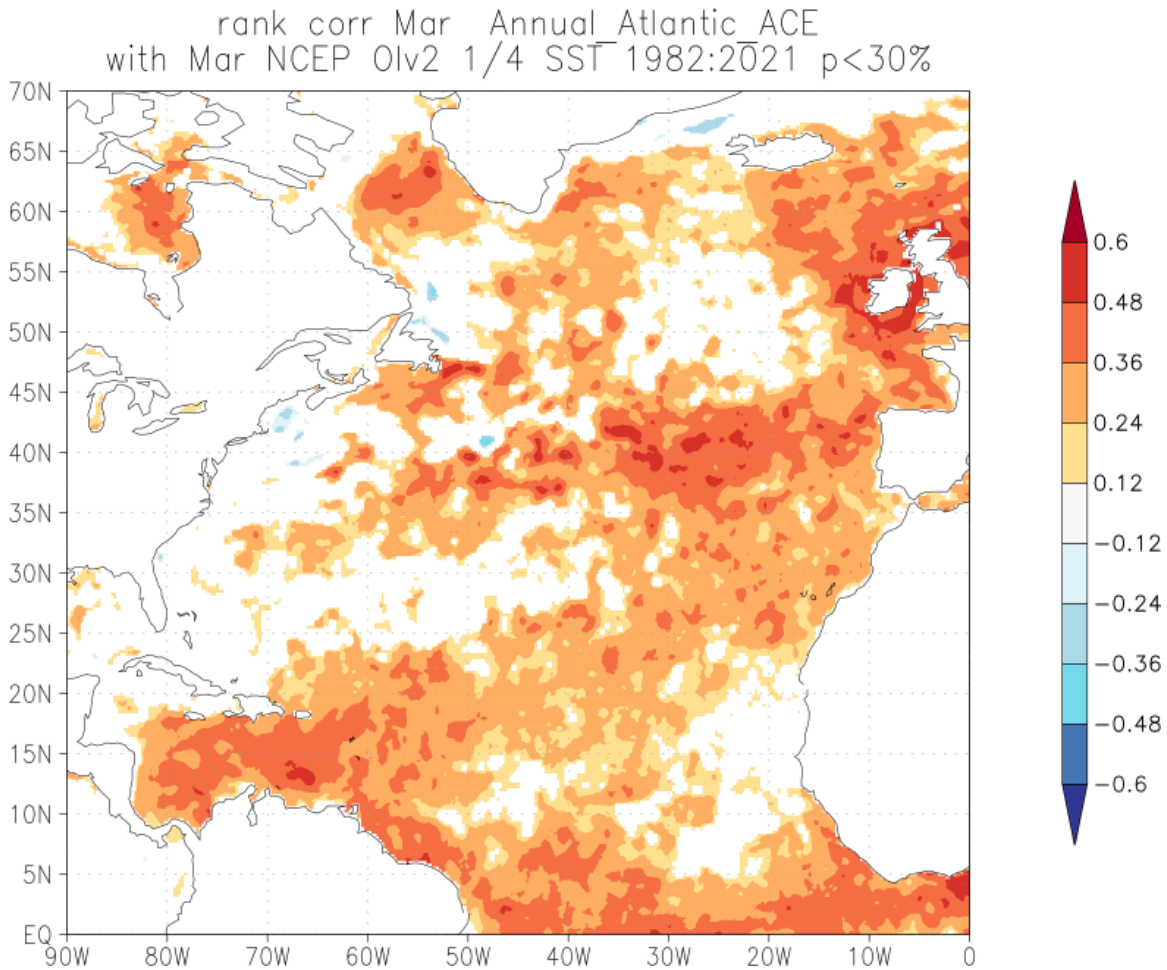 rank corr Mar Annual_Atlantic_ACE
with Mar NCEP OIv2 1/4 SST 1982:2021 p<30%
70N
65N
60N
55N
50N
45N
40N
35N
30N
25N
20N
15N
10N
5N
EQ
90W 80W 70W 60W 50W 40W 30W 20W 10W 0
0.6
0.48
0.36
0.24
0.12
−0.12
−0.24
−0.36
−0.48
−0.6